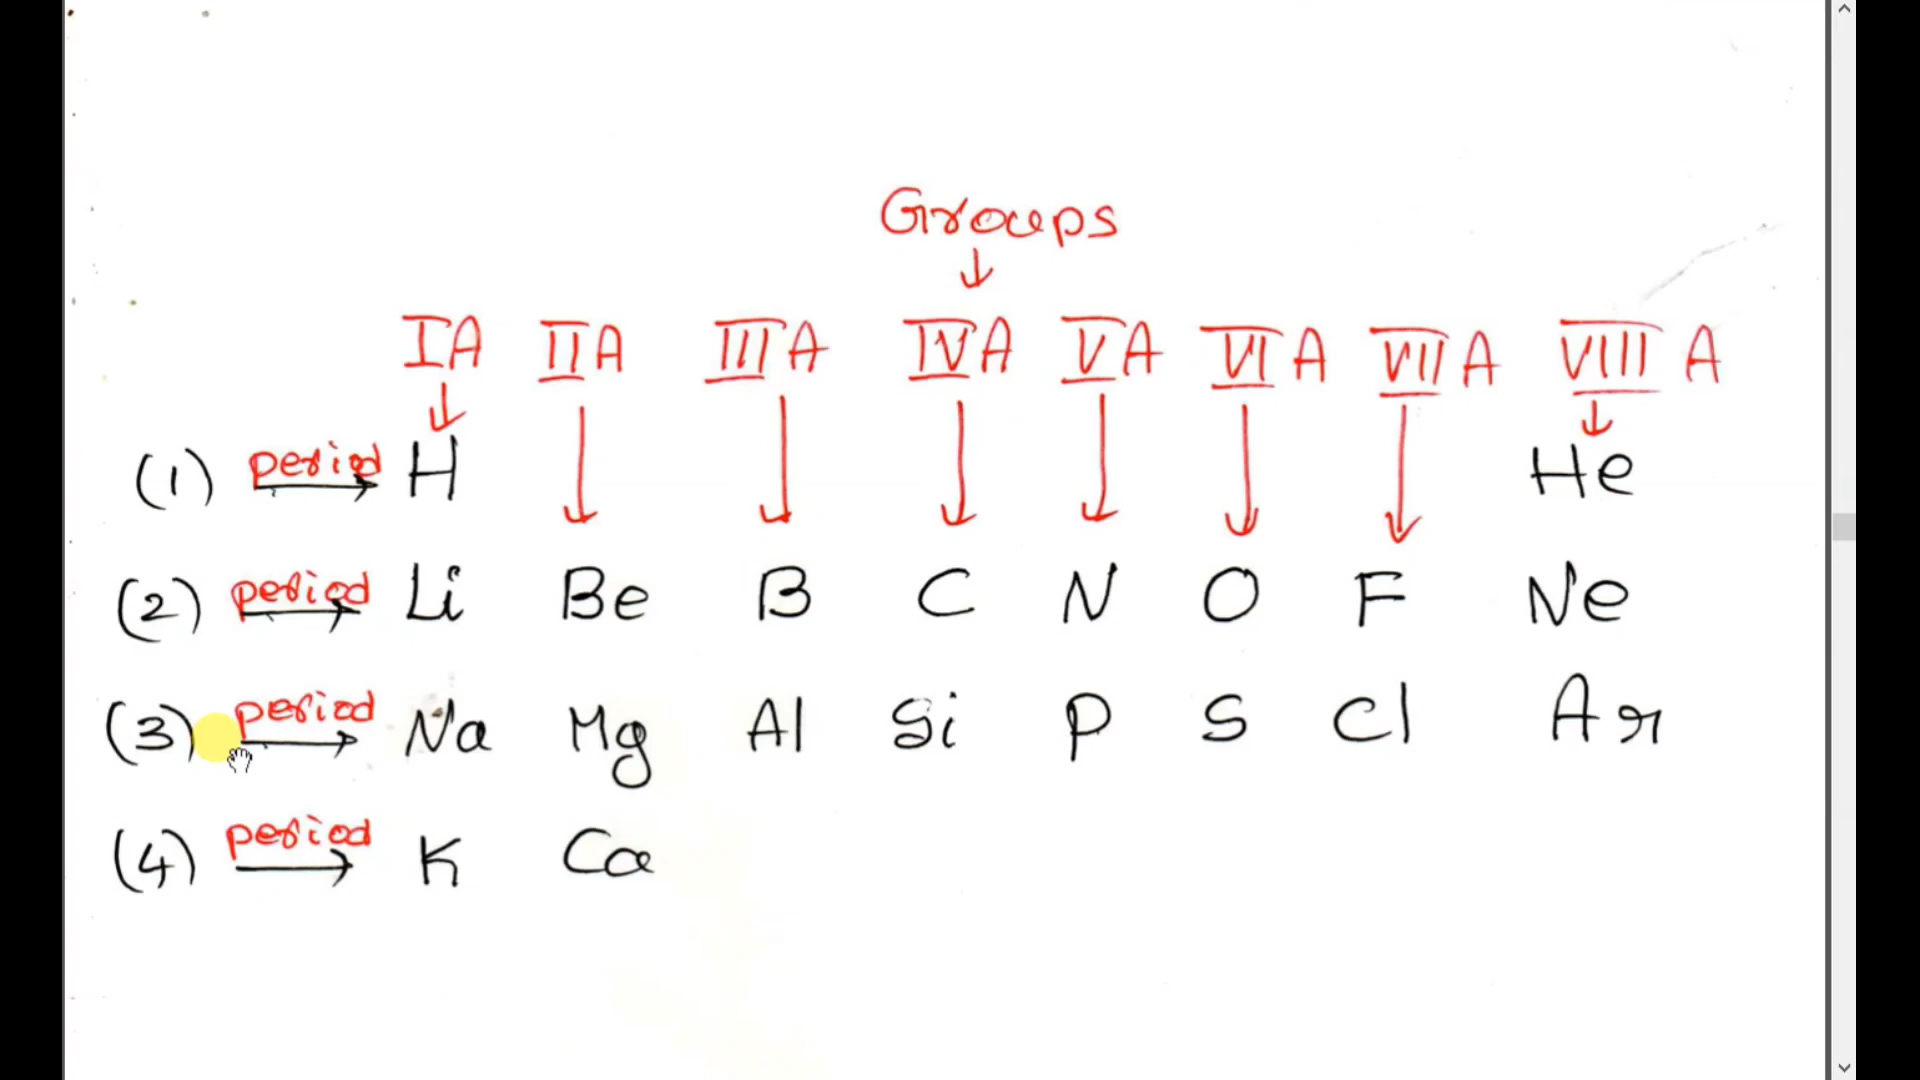 Groups
IA IIA IIIA IVA VA VIA VIIA VIIIA
(1) period H He
(2) period Li Be B C N O F Ne
(3) period Na Mg Al Si P S Cl Ar
(4) period K Ca